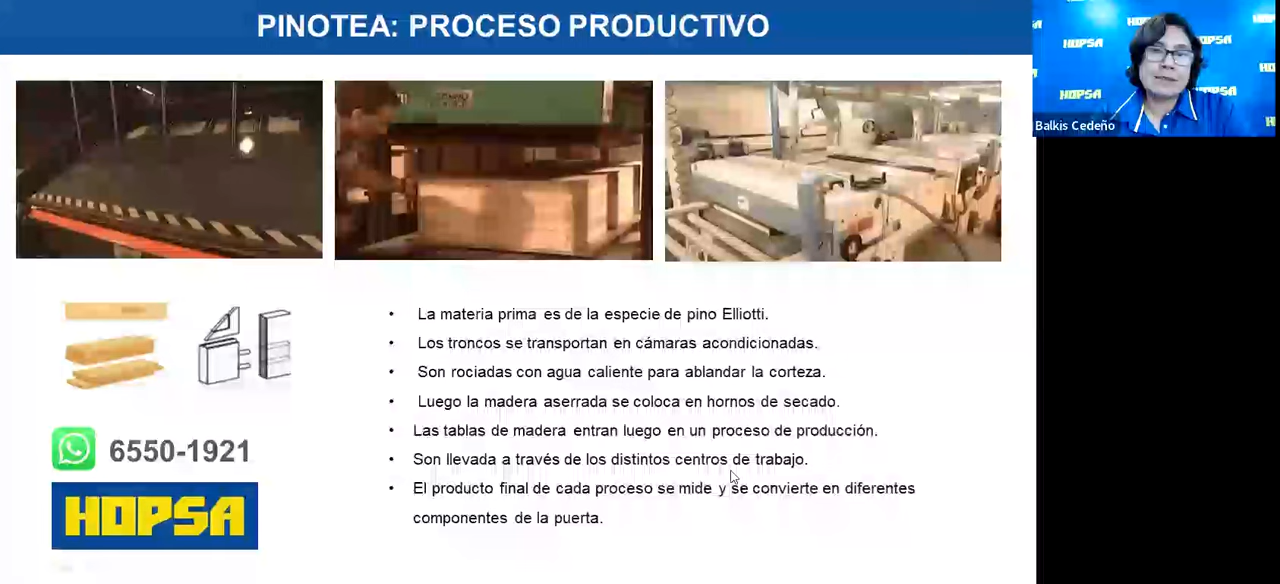 PINOTEA: PROCESO PRODUCTIVO
HOPSA
HOPSA
HOPSA
HOPSA
Balkis Cedeño
• La materia prima es de la especie de pino Elliotti.
• Los troncos se transportan en cámaras acondicionadas.
• Son rociadas con agua caliente para ablandar la corteza.
• Luego la madera aserrada se coloca en hornos de secado.
• Las tablas de madera entran luego en un proceso de producción.
• Son llevada a través de los distintos centros de trabajo.
• El producto final de cada proceso se mide y se convierte en diferentes
componentes de la puerta.
6550-1921
HOPSA